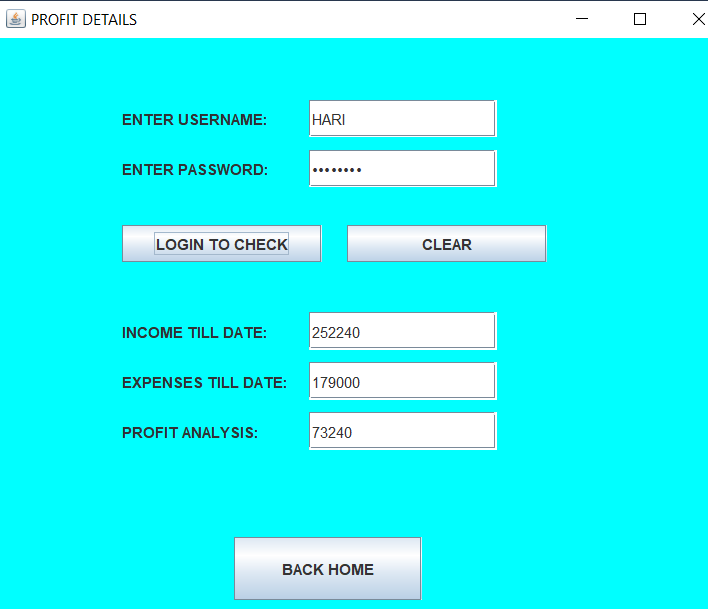 PROFIT DETAILS
ENTER USERNAME: HARI
ENTER PASSWORD: ••••••••
LOGIN TO CHECK CLEAR
INCOME TILL DATE: 252240
EXPENSES TILL DATE: 179000
PROFIT ANALYSIS: 73240
BACK HOME